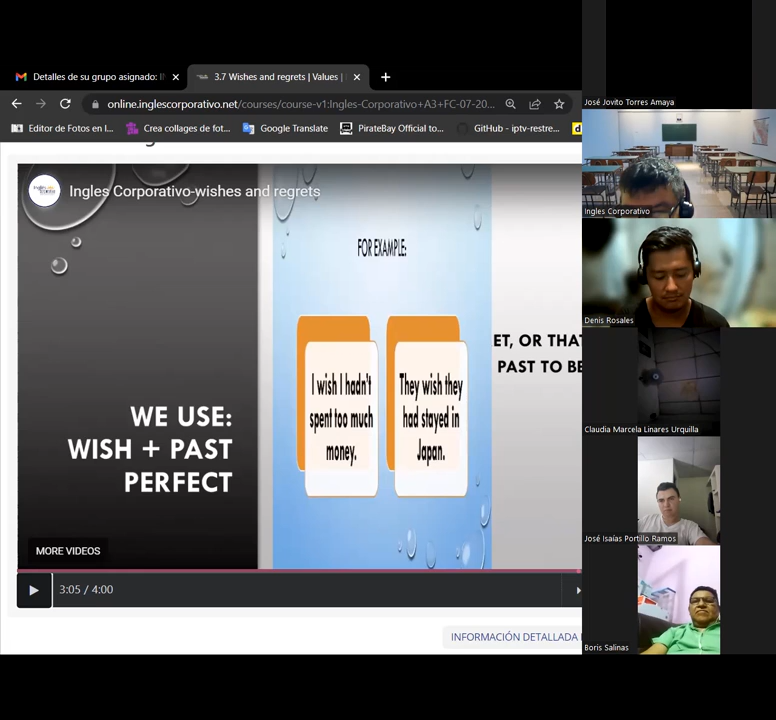 José Jovito Torres Amaya
Detalles de su grupo asignado: I
3.7 Wishes and regrets | Values |
online.inglescorporativo.net/courses/course-v1:Ingles-Corporativo+A3+FC-07-20...
Editor de Fotos en l...
Crea collages de fot...
Google Translate
PirateBay Official to...
GitHub - iptv-restre...
Ingles Corporativo-wishes and regrets
FOR EXAMPLE:
I wish I hadn't
spent too much
money.
They wish they
had stayed in
Japan.
ET, OR THAT
PAST TO BE
WE USE:
WISH + PAST
PERFECT
MORE VIDEOS
3:05 / 4:00
INFORMACIÓN DETALLADA
Ingles Corporativo
Denis Rosales
Claudia Marcela Linares Urquilla
José Isaías Portillo Ramos
Boris Salinas